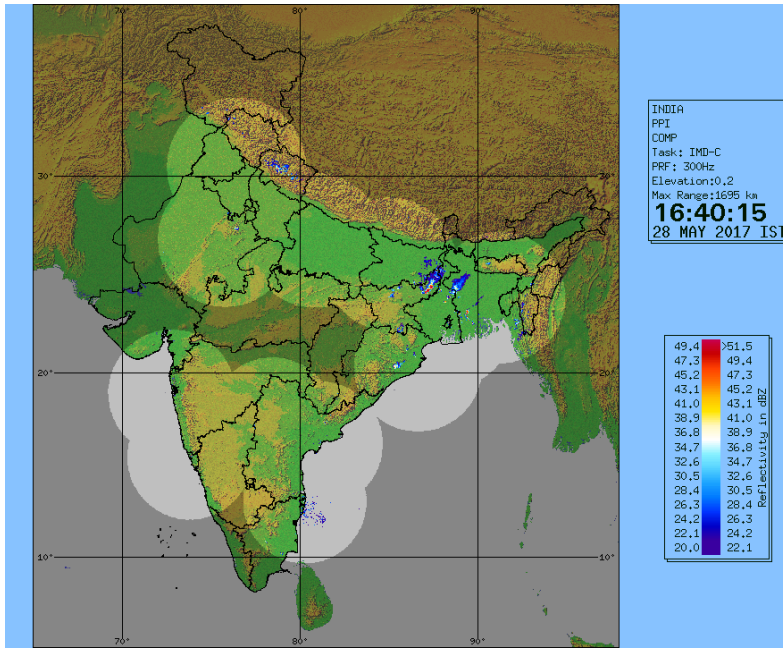 70° 80° 90°
INDIA
PPI
COMP
Task: IMD-C
PRF: 300Hz
Elevation:0.2
Max Range:1695 km
16:40:15
28 MAY 2017 IST
30° 30°
20° 20°
10° 10°
70° 80° 90°
49.4 >51.5
47.3 49.4
45.2 47.3
43.1 45.2
41.0 43.1
38.9 41.0
36.8 38.9
34.7 36.8
32.6 34.7
30.5 32.6
28.4 30.5
26.3 28.4
24.2 26.3
22.1 24.2
20.0 22.1
Reflectivity in dBZ